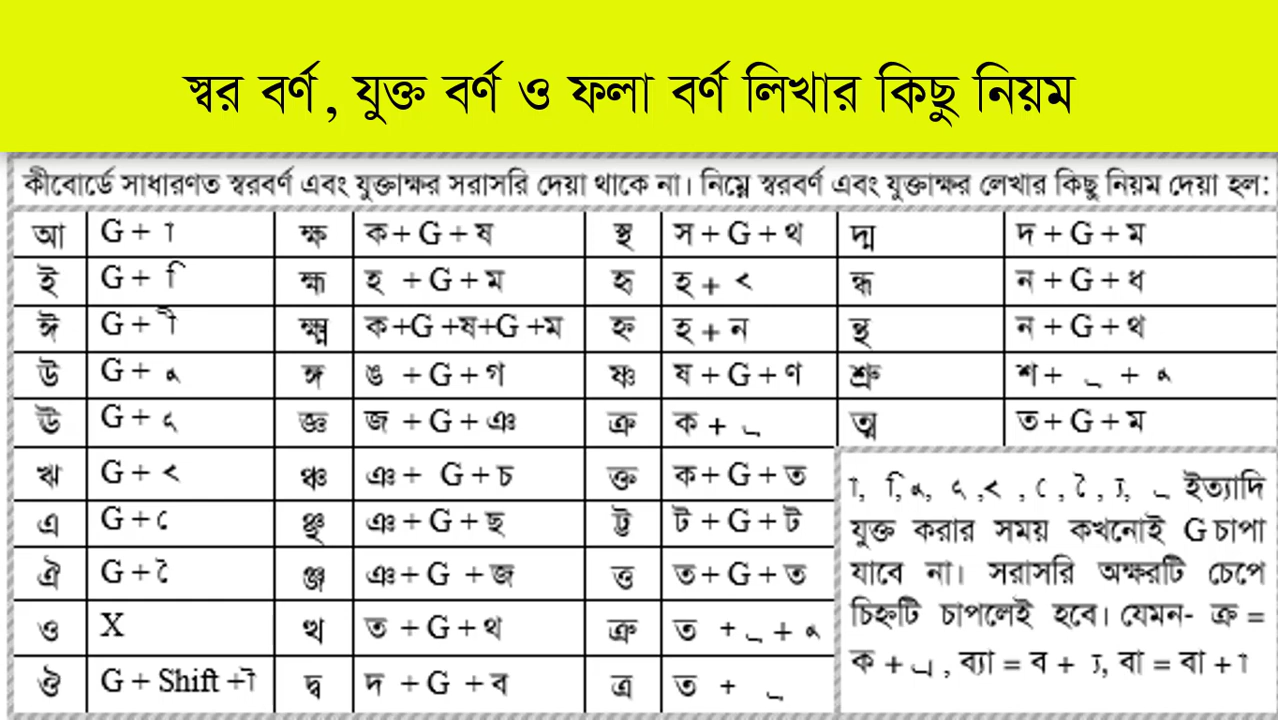 স্বর বর্ণ, যুক্ত বর্ণ ও ফলা বর্ণ লিখার কিছু নিয়ম
কীবোর্ডে সাধারণত স্বরবর্ণ এবং যুক্তাক্ষর সরাসরি দেয়া থাকে না। নিম্নে স্বরবর্ণ এবং যুক্তাক্ষর লেখার কিছু নিয়ম দেয়া হল:
আ G + া ক্ষ ক + G + ষ স্থ স + G + থ দ্ম দ + G + ম
ই G + ি হ্ম হ + G + ম হৃ হ + ৃ ন্ধ ন + G + ধ
ঈ G + ী ক্ষ্ম ক +G +ষ+G +ম হ্ন হ + ন ন্থ ন + G + থ
উ G + ু ঙ্গ ঙ + G + গ ষ্ণ ষ + G + ণ শ্রু শ + ্র + ু
ঊ G + ূ জ্ঞ জ + G + ঞ ক্র ক + ্র ত্ম ত + G + ম
ঋ G + ৃ ঞ্চ ঞ + G + চ ক্ত ক + G + ত
এ G + ে ঞ্ছ ঞ + G + ছ ট্ট ট + G + ট
ঐ G + ৈ ঞ্জ ঞ + G + জ ত্ত ত + G + ত
ও X ত্থ ত + G + থ ত্রু ত + ্র + ু
ঔ G + Shift + ৗ দ্ব দ + G + ব ত্র ত + ্র
া, ি, ু, ূ, ৃ, ে, ৈ, ্য, ্র ইত্যাদি
যুক্ত করার সময় কখনোই G চাপা
যাবে না। সরাসরি অক্ষরটি চেপে
চিহ্নটি চাপলেই হবে। যেমন- ক্র =
ক + ্র, ব্যা = ব + ্য, বা = বা + া